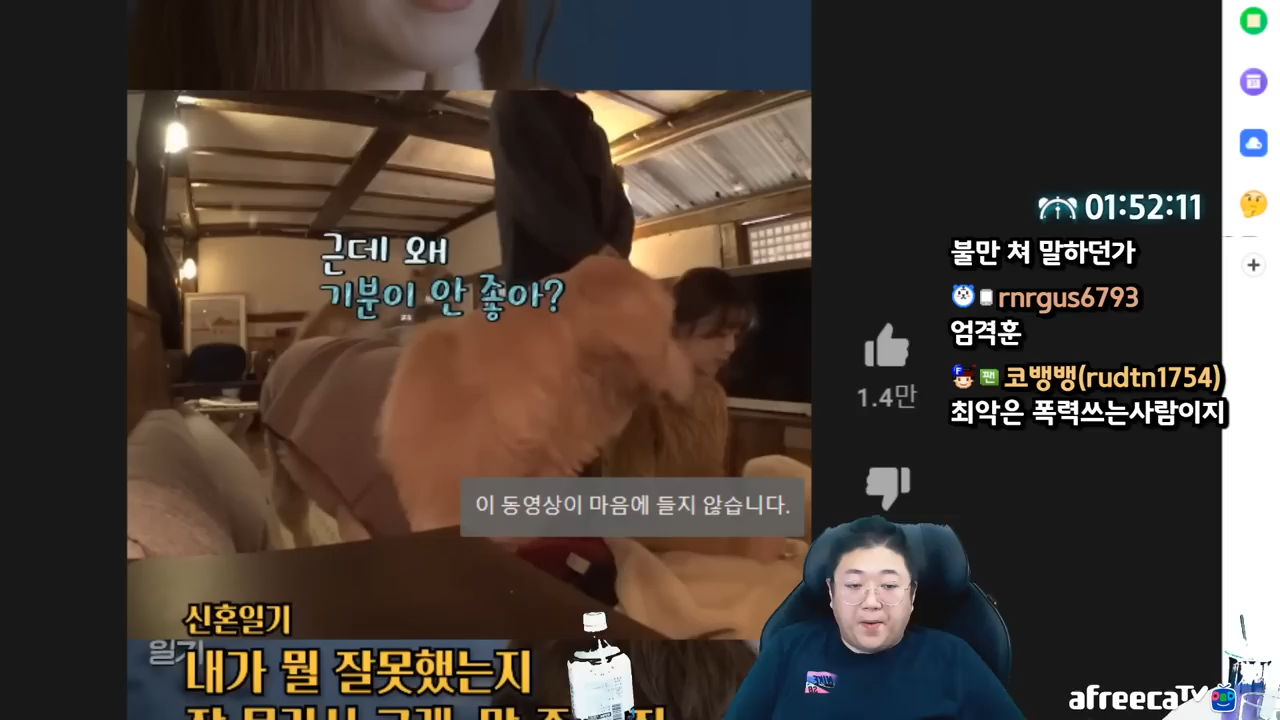 01:52:11
불만 쳐 말하던가
rnrgus6793
엄격훈
코뱅뱅(rudtn1754)
최악은 폭력쓰는사람이지
근데 왜
기분이 안 좋아?
1.4만
이 동영상이 마음에 들지 않습니다.
신혼일기
일기
내가 뭘 잘못했는지
afreecaTV